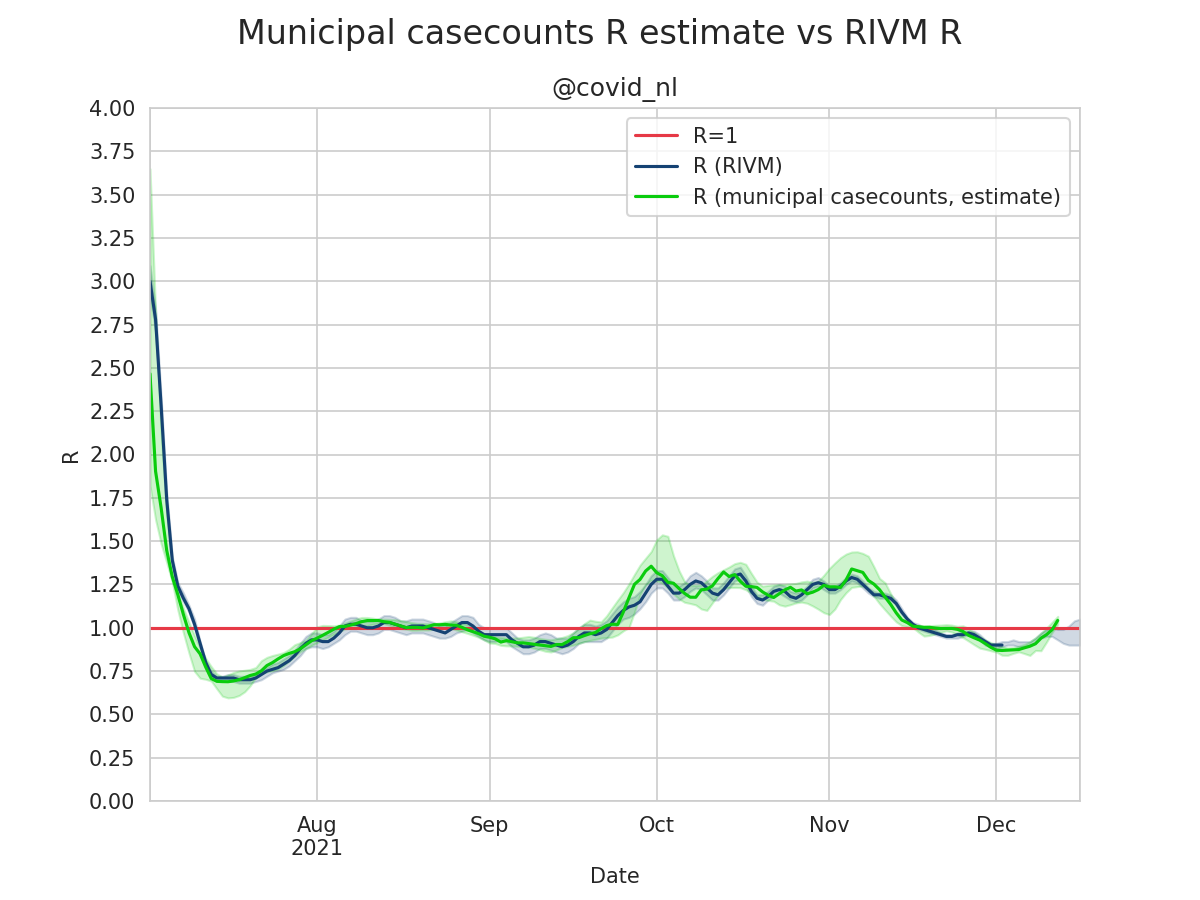 Municipal casecounts R estimate vs RIVM R
@covid_nl
4.00
3.75
3.50
3.25
3.00
2.75
2.50
2.25
2.00
1.75
1.50
1.25
1.00
0.75
0.50
0.25
0.00
R
R=1
R (RIVM)
R (municipal casecounts, estimate)
Aug
2021
Sep
Oct
Nov
Dec
Date